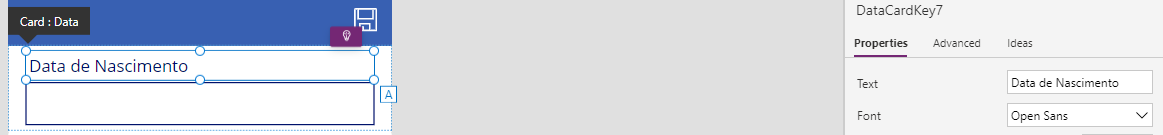 Card : Data
Data de Nascimento
A
DataCardKey7
Properties Advanced Ideas
Text Data de Nascimento
Font Open Sans